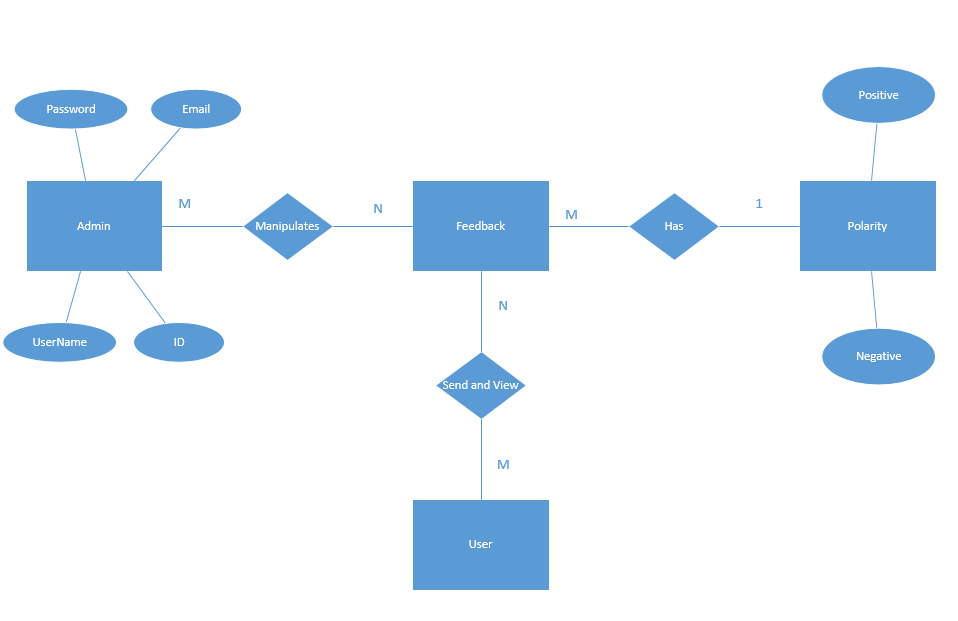 Positive
Password
Email
M
N
M
1
Admin
Manipulates
Feedback
Has
Polarity
N
UserName
ID
Negative
Send and View
M
User